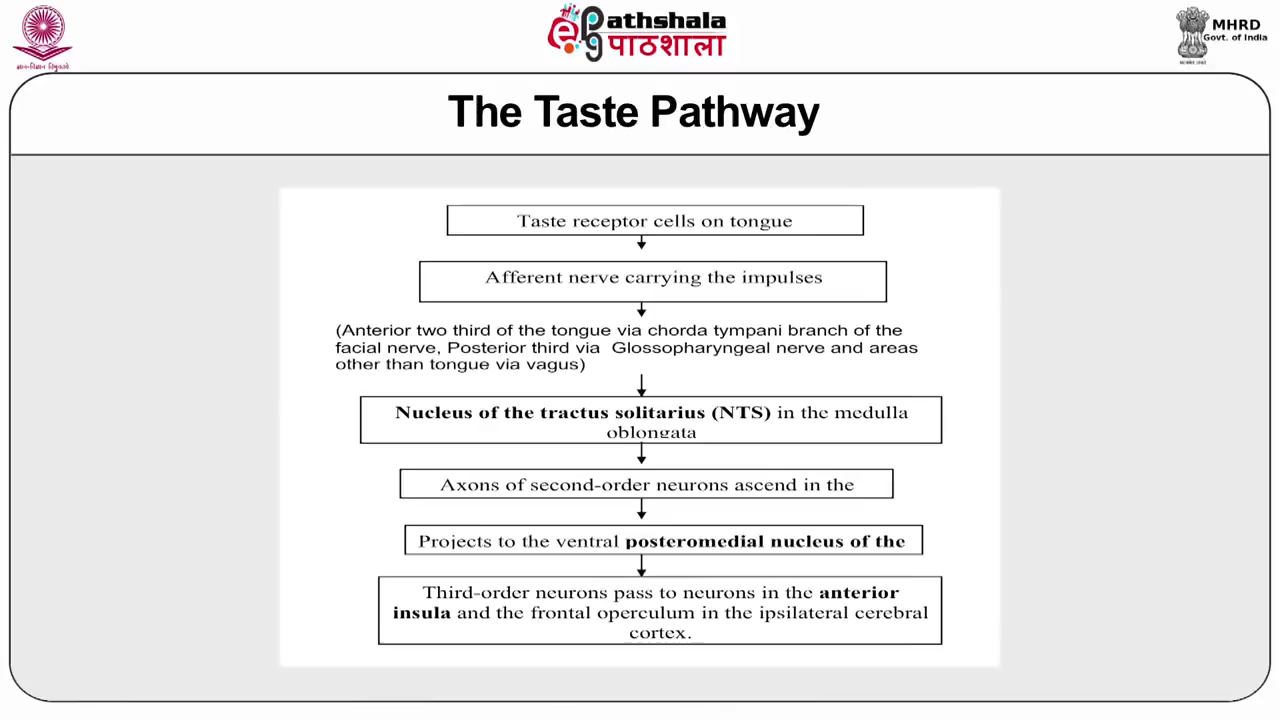 ePathshala
पाठशाला
MHRD
Govt. of India
The Taste Pathway
Taste receptor cells on tongue
Afferent nerve carrying the impulses
(Anterior two third of the tongue via chorda tympani branch of the
facial nerve, Posterior third via Glossopharyngeal nerve and areas
other than tongue via vagus)
Nucleus of the tractus solitarius (NTS) in the medulla
oblongata
Axons of second-order neurons ascend in the
Projects to the ventral posteromedial nucleus of the
Third-order neurons pass to neurons in the anterior
insula and the frontal operculum in the ipsilateral cerebral
cortex.